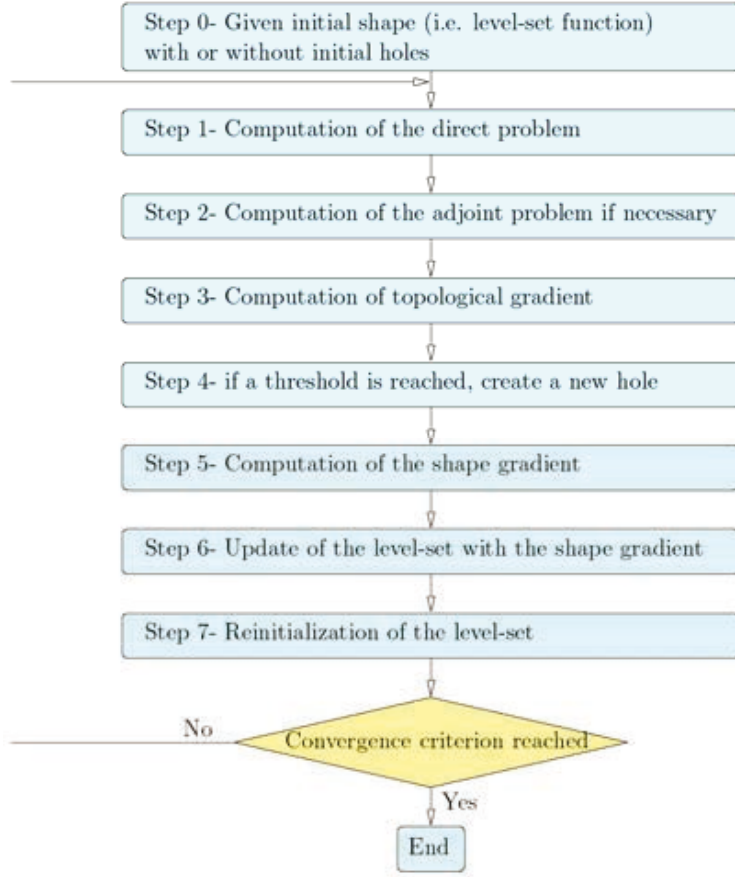 Step 0- Given initial shape (i.e. level-set function)
with or without initial holes
Step 1- Computation of the direct problem
Step 2- Computation of the adjoint problem if necessary
Step 3- Computation of topological gradient
Step 4- if a threshold is reached, create a new hole
Step 5- Computation of the shape gradient
Step 6- Update of the level-set with the shape gradient
Step 7- Reinitialization of the level-set
No
Convergence criterion reached
Yes
End